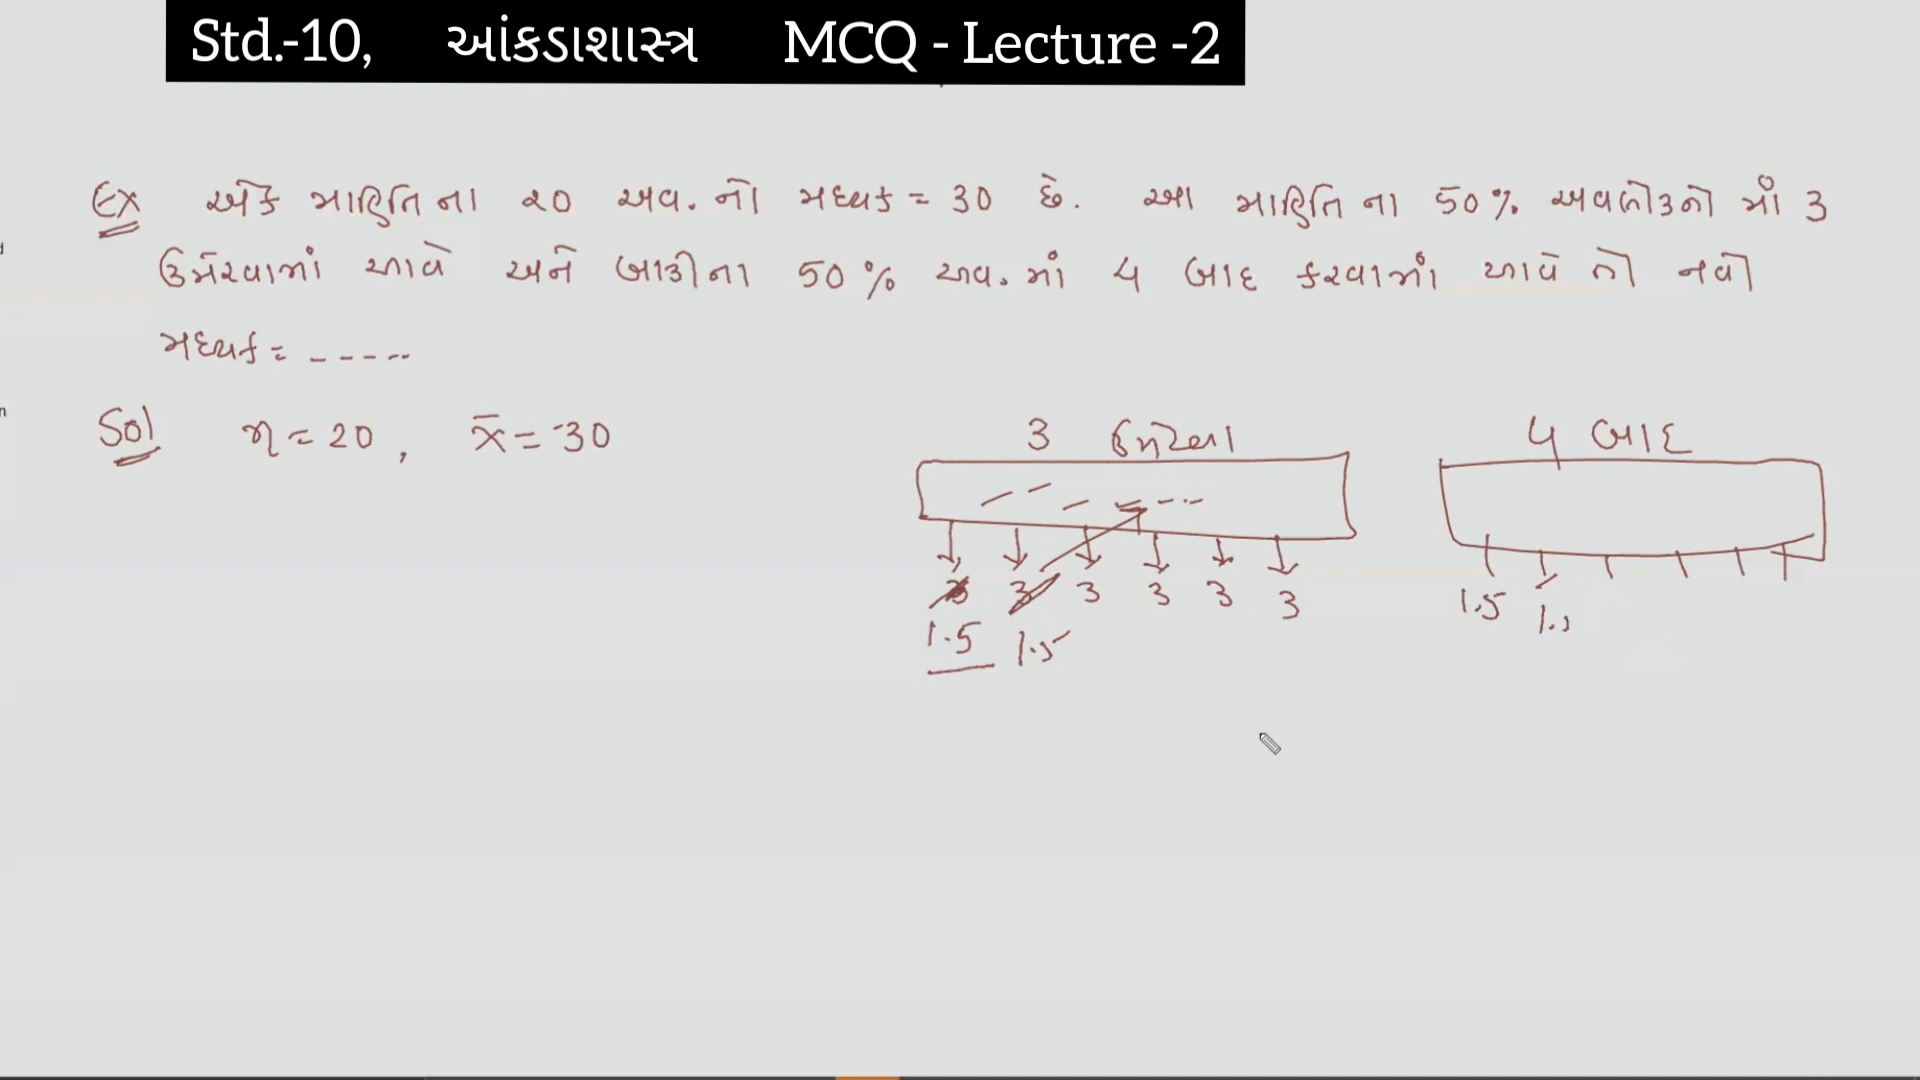 Std.-10, આંકડાશાસ્ત્ર MCQ - Lecture -2
Ex એક માહિતિ ના ૨૦ અવ. નો મધ્યક = 30 છે. આ માહિતિ ના 50% અવલોકનો માં 3
ઉમેરવામાં આવે અને બાકીના 50% અવ. માં 4 બાદ કરવામાં આવે તો નવો
મધ્યક = -----
Sol n = 20, x̄ = 30
3 ઉમેરતા
4 બાદ
3 3 3 3 3 3
1.5 1.5
1.5